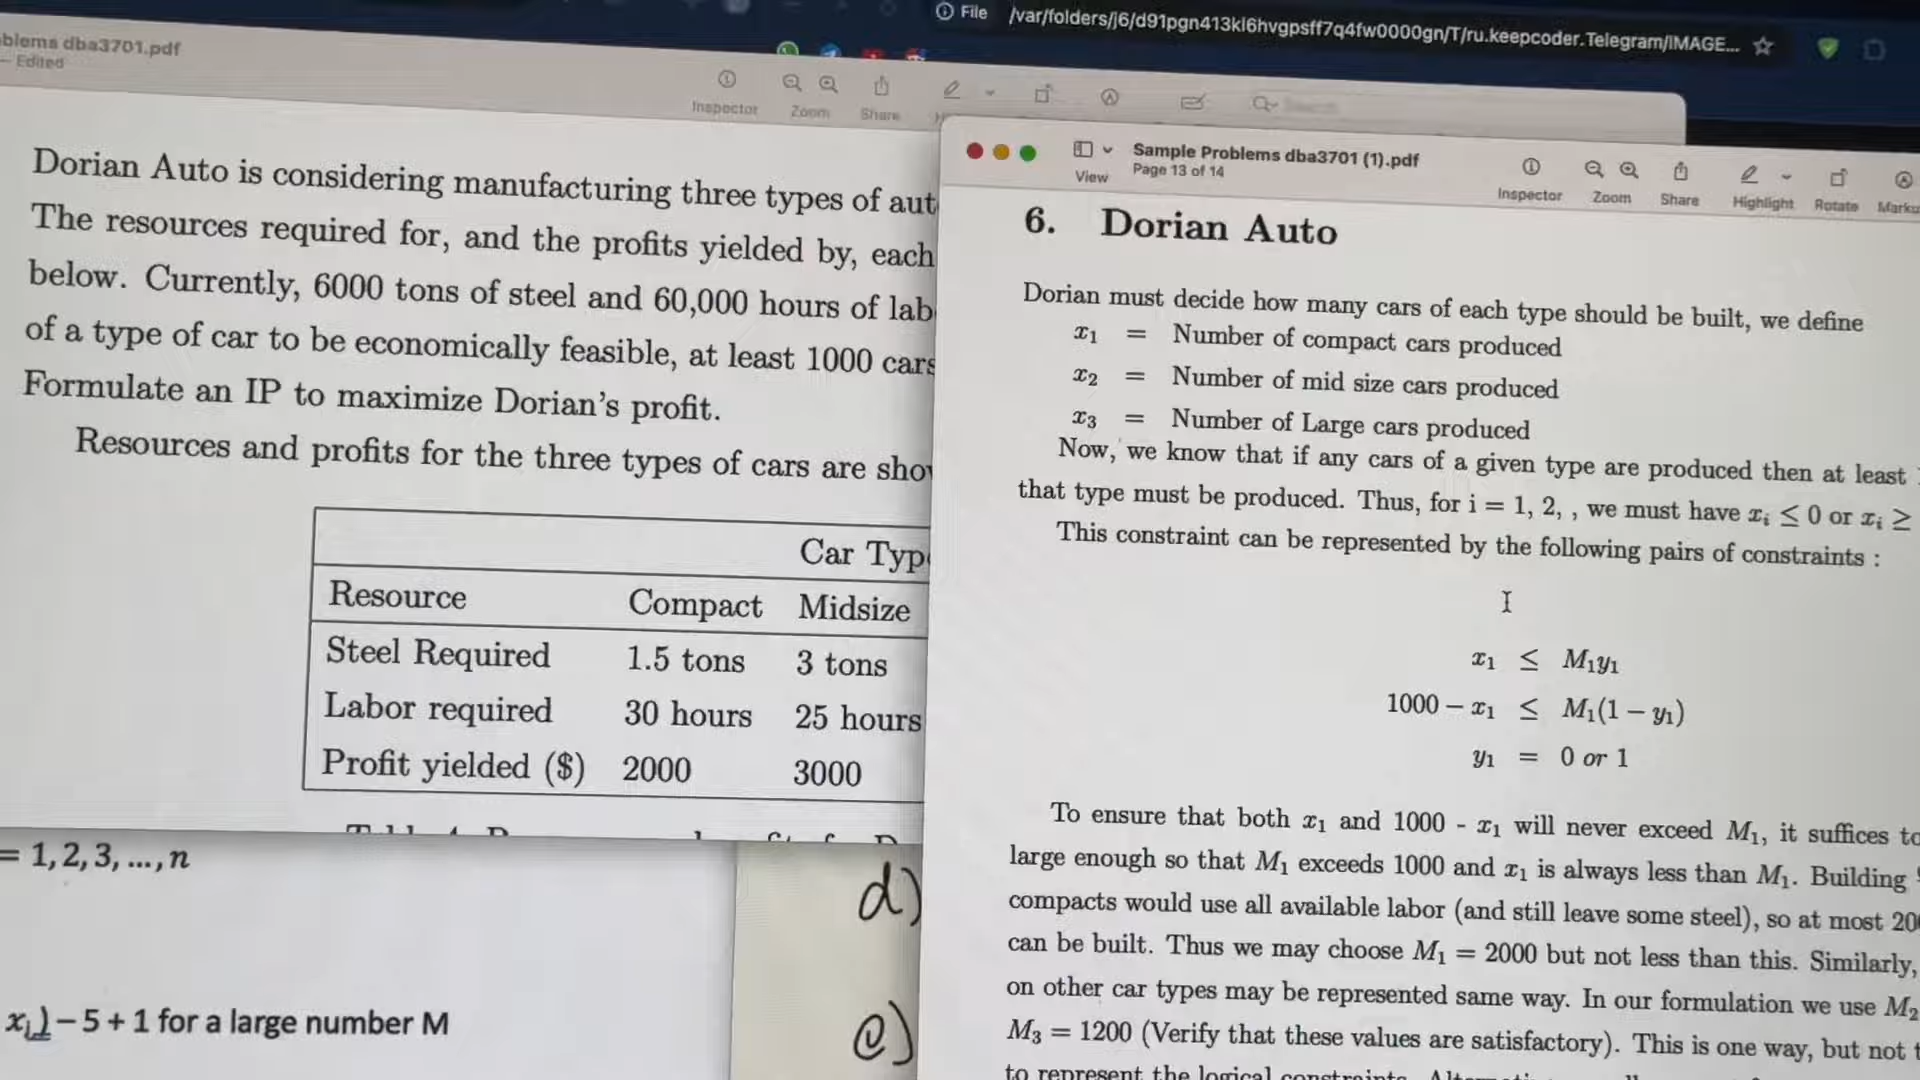 File /var/folders/j6/d91pgn413kl6hvgpsff7q4fw0000gn/T/ru.keepcoder.Telegram/IMAGE...
blems dba3701.pdf
— Edited
Inspector Zoom Share
Search
Dorian Auto is considering manufacturing three types of aut
The resources required for, and the profits yielded by, each
below. Currently, 6000 tons of steel and 60,000 hours of lab
of a type of car to be economically feasible, at least 1000 cars
Formulate an IP to maximize Dorian's profit.
Resources and profits for the three types of cars are sho
Car Typ
Resource Compact Midsize
Steel Required 1.5 tons 3 tons
Labor required 30 hours 25 hours
Profit yielded ($) 2000 3000
= 1, 2, 3, ..., n
xᵢ) – 5 + 1 for a large number M
d)
e)
View
Sample Problems dba3701 (1).pdf
Page 13 of 14
Inspector Zoom Share Highlight Rotate Marku
6. Dorian Auto
Dorian must decide how many cars of each type should be built, we define
x₁ = Number of compact cars produced
x₂ = Number of mid size cars produced
x₃ = Number of Large cars produced
Now, we know that if any cars of a given type are produced then at least
that type must be produced. Thus, for i = 1, 2, , we must have xᵢ ≤ 0 or xᵢ ≥
This constraint can be represented by the following pairs of constraints :
x₁ ≤ M₁y₁
1000 – x₁ ≤ M₁(1 – y₁)
y₁ = 0 or 1
To ensure that both x₁ and 1000 - x₁ will never exceed M₁, it suffices to
large enough so that M₁ exceeds 1000 and x₁ is always less than M₁. Building
compacts would use all available labor (and still leave some steel), so at most 20
can be built. Thus we may choose M₁ = 2000 but not less than this. Similarly,
on other car types may be represented same way. In our formulation we use M₂
M₃ = 1200 (Verify that these values are satisfactory). This is one way, but not
to represent the logical constraints.